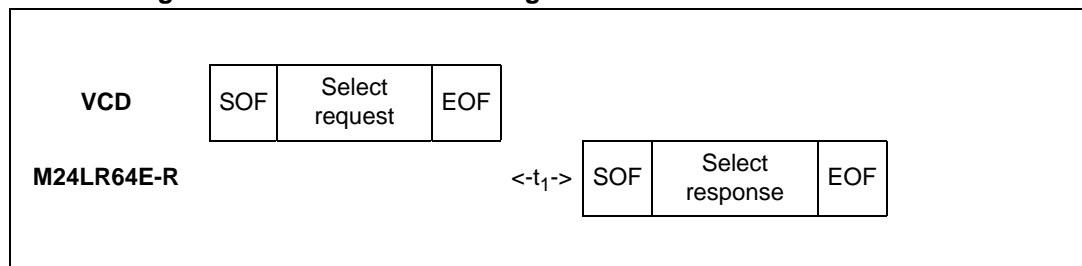 VCD SOF Select request EOF
M24LR64E-R <-t1-> SOF Select response EOF